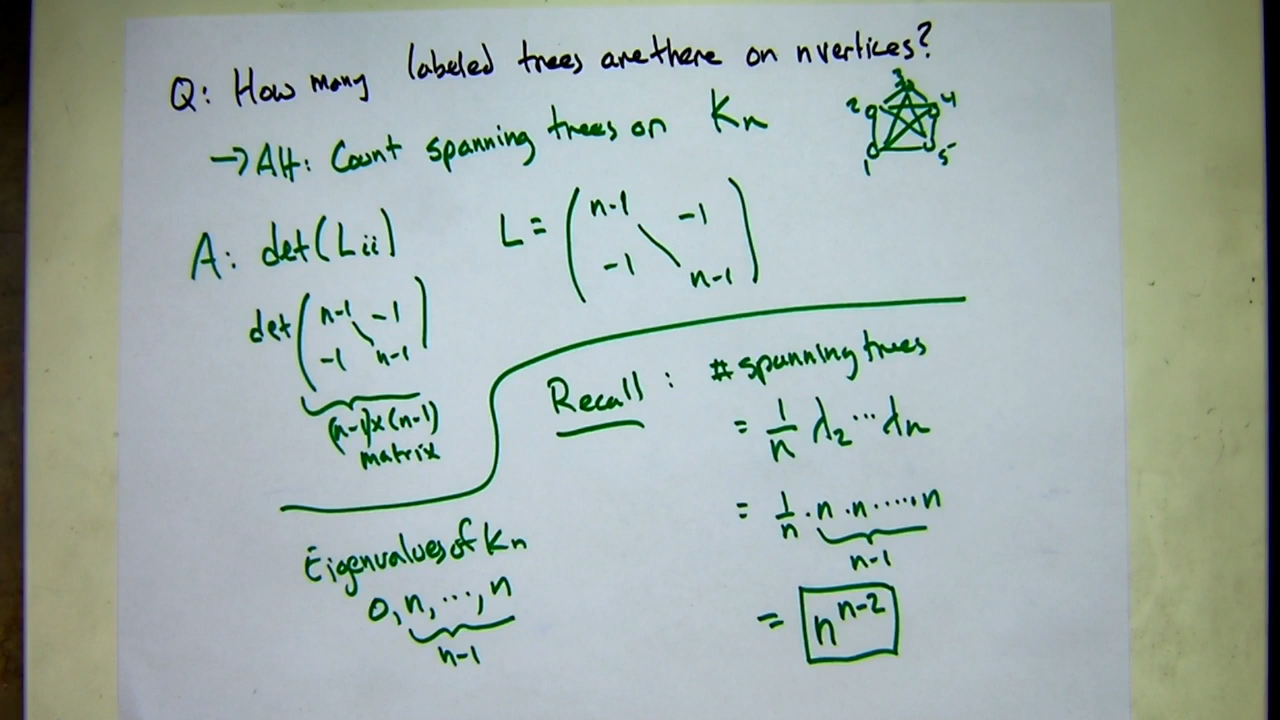 Q: How many labeled trees are there on n vertices?
→ Alt: Count spanning trees on Kn
3
2 4
1 5
A: det(Lii) L = ( n-1 -1
-1 n-1 )
det ( n-1 -1
-1 n-1 )
(n-1)x(n-1)
matrix
Recall: # spanning trees
= 1/n λ2 ... λn
= 1/n · n · n ····· n
n-1
= n^{n-2}
Eigenvalues of Kn
0, n, ..., n
n-1